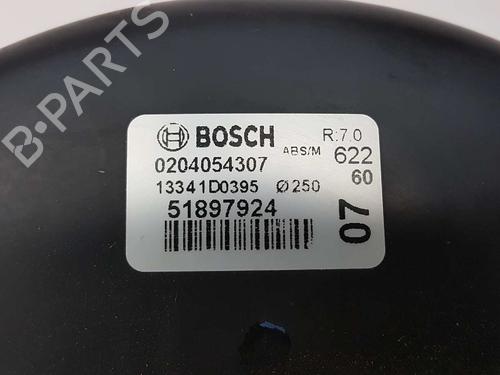 B-PARTS
BOSCH R:7,0
ABS/M 622
0204054307
60
13341D0395 Ø250
51897924
07